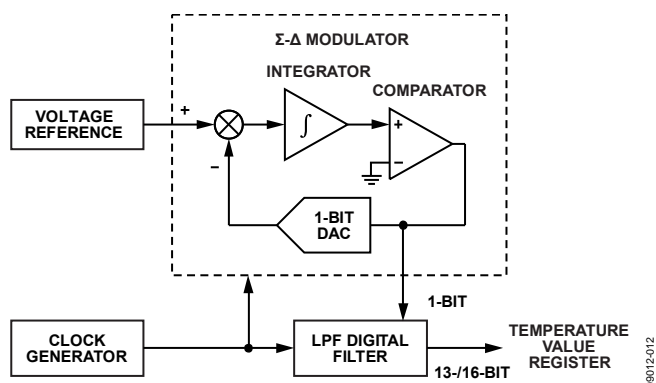 Σ-Δ MODULATOR
INTEGRATOR
COMPARATOR
VOLTAGE
REFERENCE
+
−
∫
+
−
1-BIT
DAC
1-BIT
CLOCK
GENERATOR
LPF DIGITAL
FILTER
13-/16-BIT
TEMPERATURE
VALUE
REGISTER
9012-012